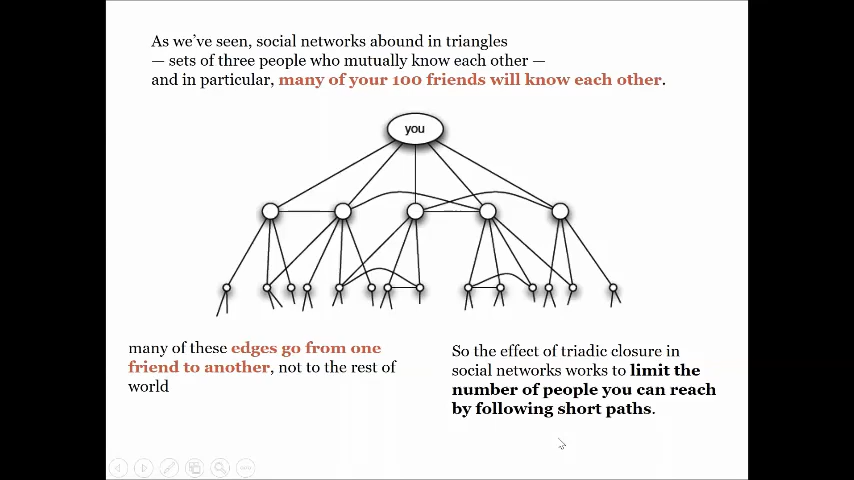 As we've seen, social networks abound in triangles
— sets of three people who mutually know each other —
and in particular, many of your 100 friends will know each other.
you
many of these edges go from one
friend to another, not to the rest of
world
So the effect of triadic closure in
social networks works to limit the
number of people you can reach
by following short paths.